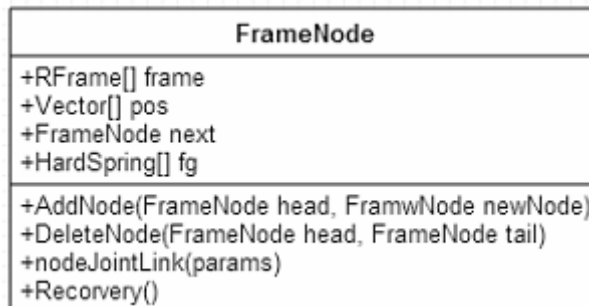 FrameNode
+RFrame[] frame
+Vector[] pos
+FrameNode next
+HardSpring[] fg
+AddNode(FrameNode head, FramwNode newNode)
+DeleteNode(FrameNode head, FrameNode tail)
+nodeJointLink(params)
+Recorvery()